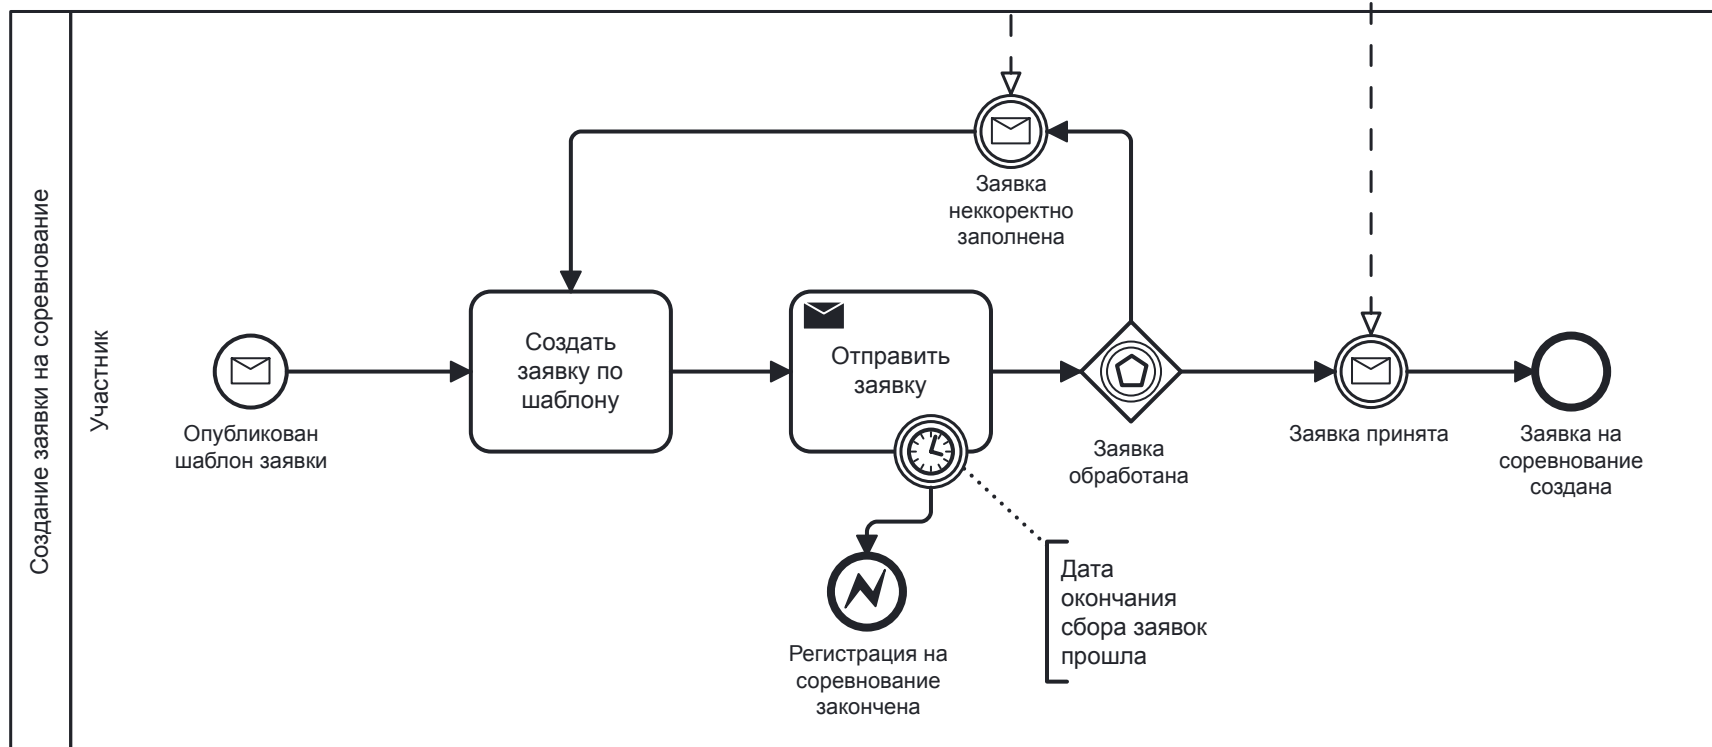 Создание заявки на соревнование
Участник
Опубликован
шаблон заявки
Создать
заявку по
шаблону
Отправить
заявку
Заявка
неккоректно
заполнена
Заявка
обработана
Заявка принята
Заявка на
соревнование
создана
Регистрация на
соревнование
закончена
Дата
окончания
сбора заявок
прошла